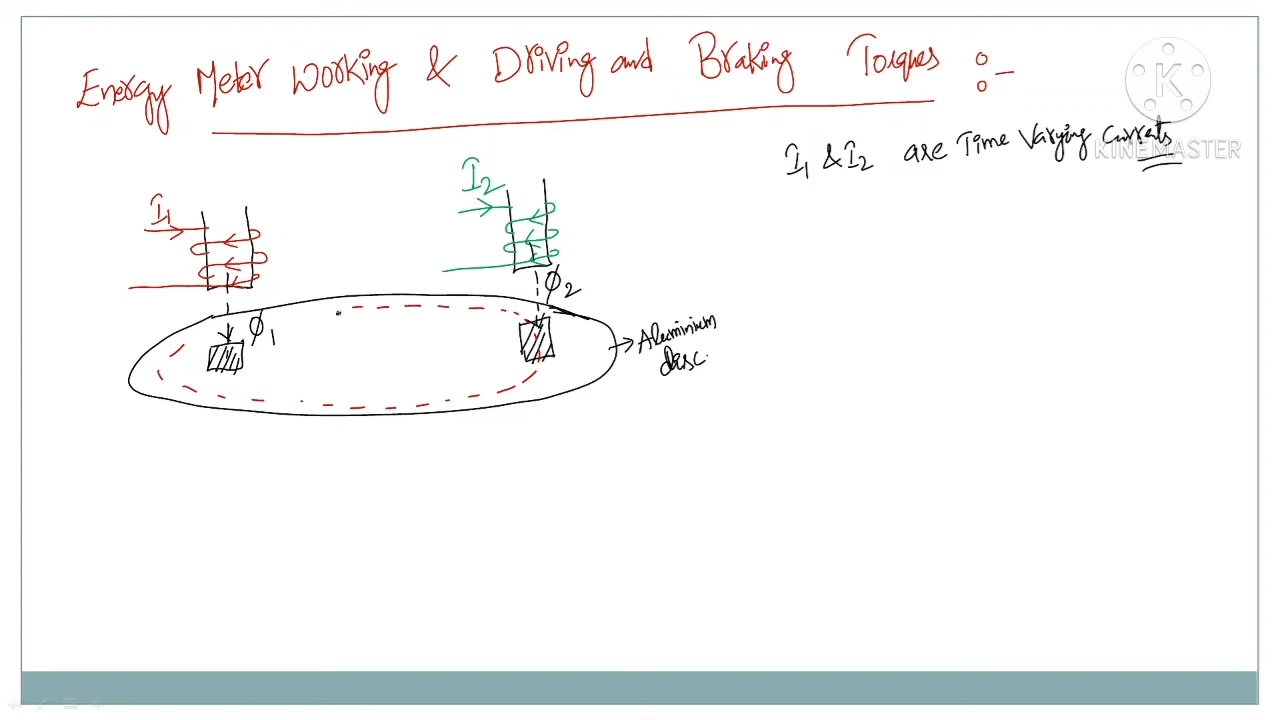 Energy Meter Working & Driving and Braking Torques :-
K
KINEMASTER
I₁ & I₂ are Time Varying Currents
I₂
I₁
ϕ₂
ϕ₁
Aluminium
disc.